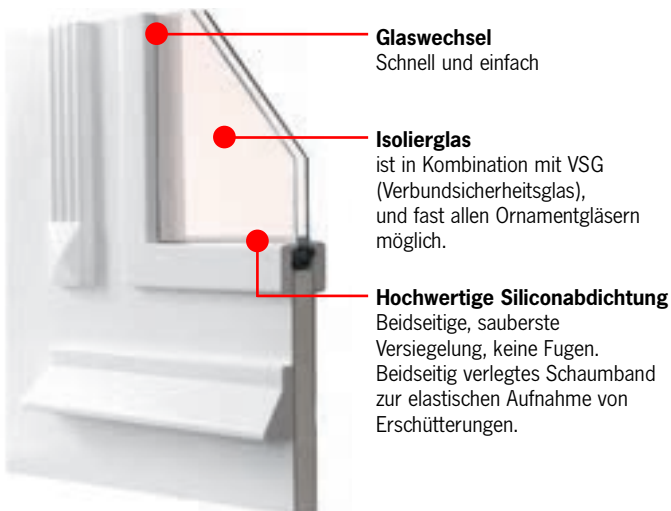 Glaswechsel
Schnell und einfach
Isolierglas
ist in Kombination mit VSG
(Verbundsicherheitsglas),
und fast allen Ornamentgläsern
möglich.
Hochwertige Siliconabdichtung
Beidseitige, sauberste
Versiegelung, keine Fugen.
Beidseitig verlegtes Schaumband
zur elastischen Aufnahme von
Erschütterungen.